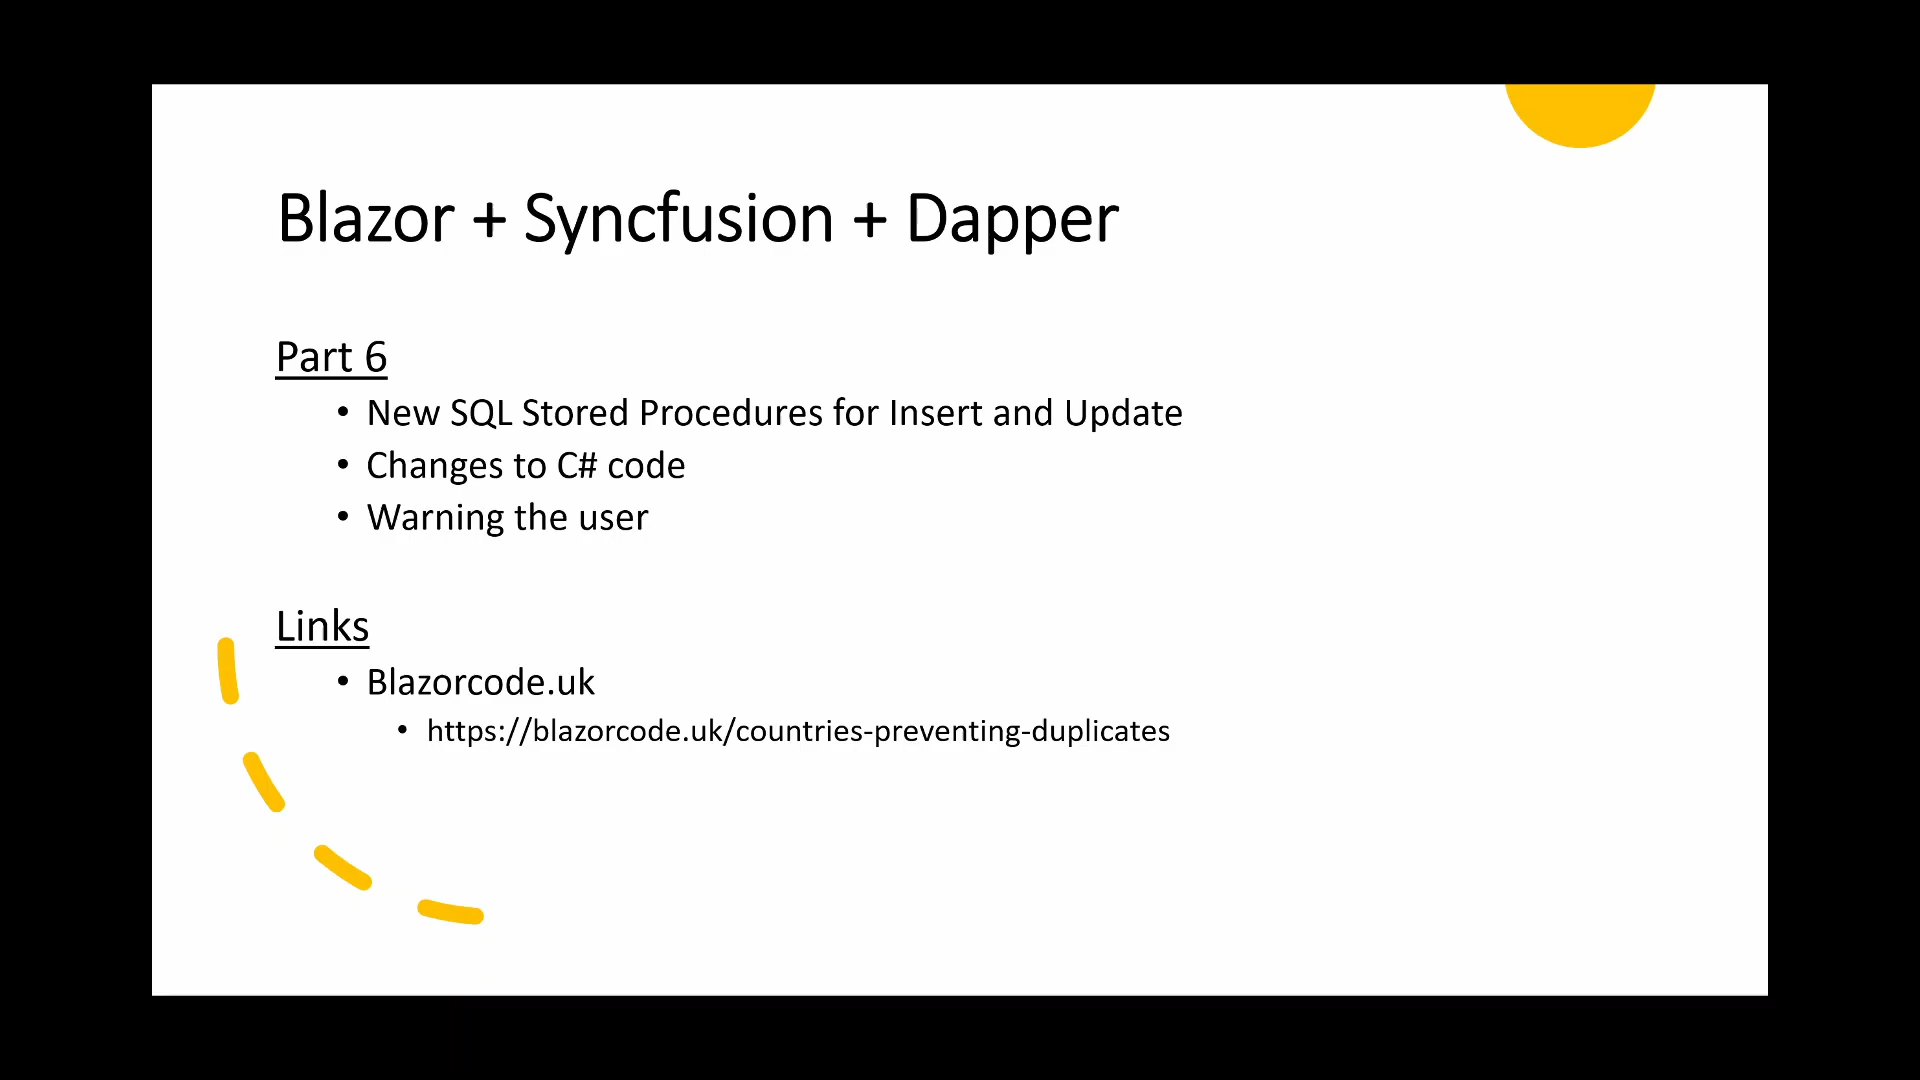 Blazor + Syncfusion + Dapper
Part 6
• New SQL Stored Procedures for Insert and Update
• Changes to C# code
• Warning the user
Links
• Blazorcode.uk
• https://blazorcode.uk/countries-preventing-duplicates